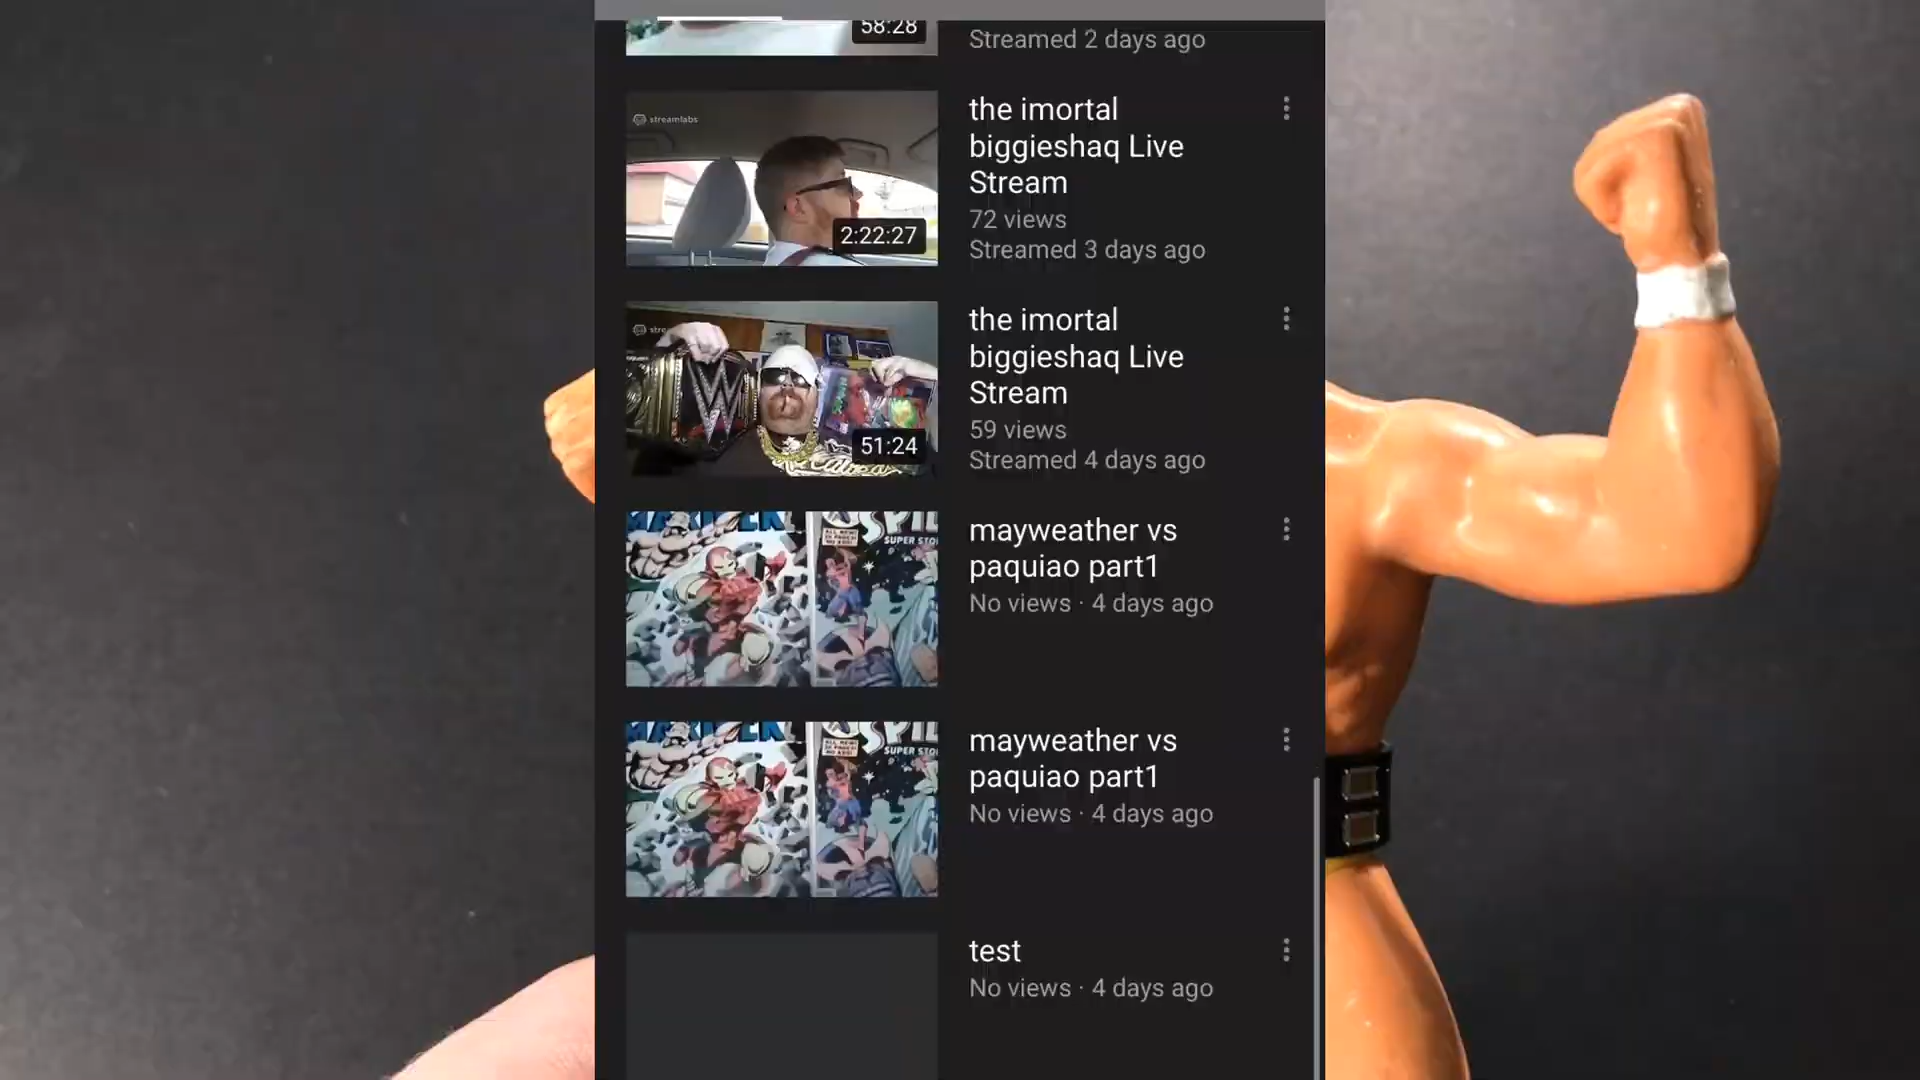 58:28
Streamed 2 days ago
streamlabs
2:22:27
the imortal
biggieshaq Live
Stream
72 views
Streamed 3 days ago
51:24
the imortal
biggieshaq Live
Stream
59 views
Streamed 4 days ago
SUPER
mayweather vs
paquiao part1
No views · 4 days ago
SUPER
mayweather vs
paquiao part1
No views · 4 days ago
test
No views · 4 days ago